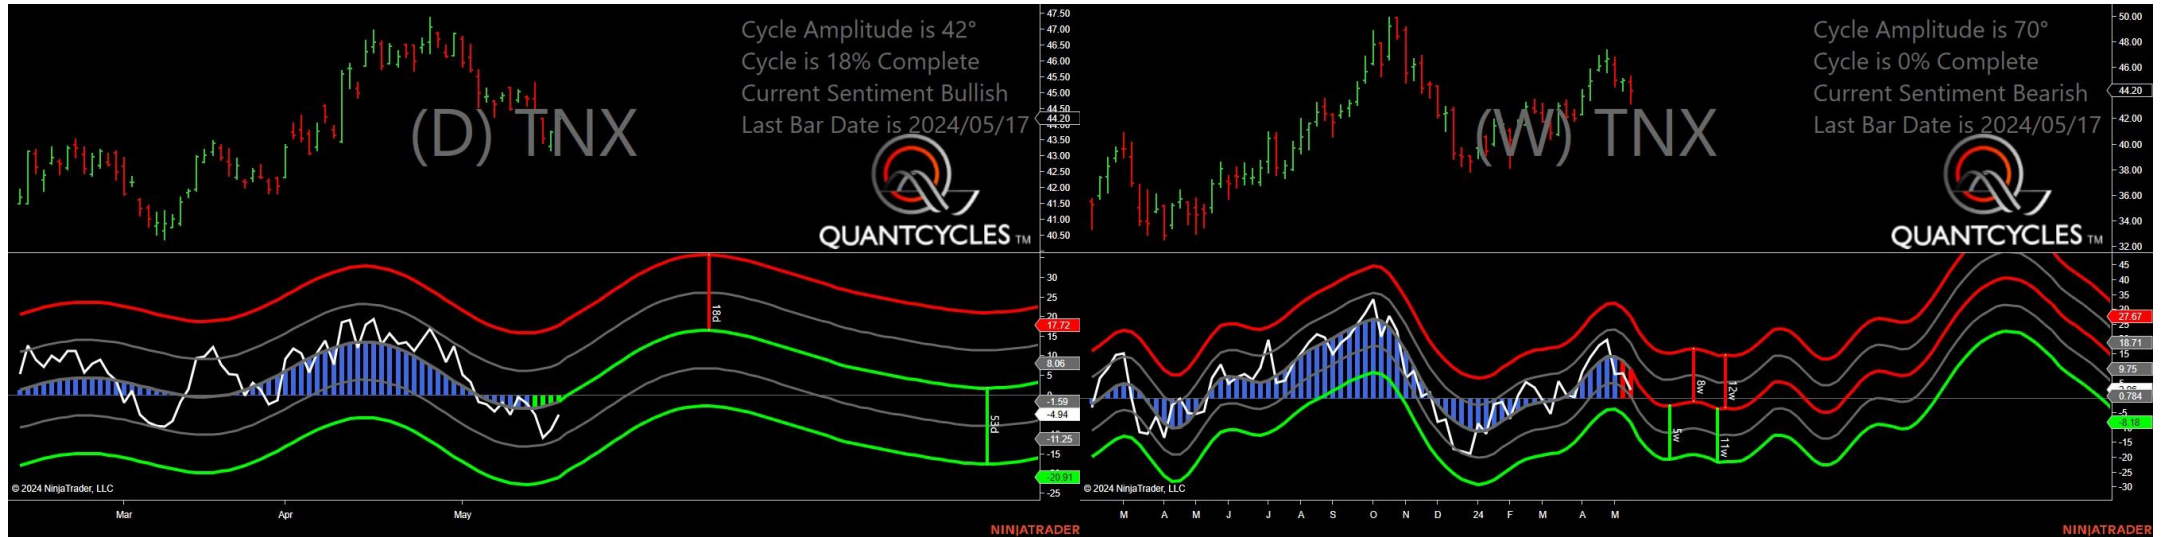 Cycle Amplitude is 42°
Cycle is 18% Complete
Current Sentiment Bullish
Last Bar Date is 2024/05/17
(D) TNX
QUANTCYCLES TM
47.50
47.00
46.50
46.00
45.50
45.00
44.50
44.20
43.50
43.00
42.50
42.00
41.50
41.00
40.50
18d
53d
30
25
20
17.72
15
8.06
5
-1.59
-4.94
-11.25
-15
-20.91
-25
© 2024 NinjaTrader, LLC
Mar
Apr
May
NINJATRADER
Cycle Amplitude is 70°
Cycle is 0% Complete
Current Sentiment Bearish
Last Bar Date is 2024/05/17
(W) TNX
QUANTCYCLES TM
50.00
48.00
46.00
44.20
42.00
40.00
38.00
36.00
34.00
32.00
8w
12w
5w
11w
45
40
35
27.67
25
18.71
15
9.75
0.784
-5
-8.18
-15
-20
-25
-30
© 2024 NinjaTrader, LLC
M
A
M
J
J
A
S
O
N
D
24
F
M
A
M
NINJATRADER